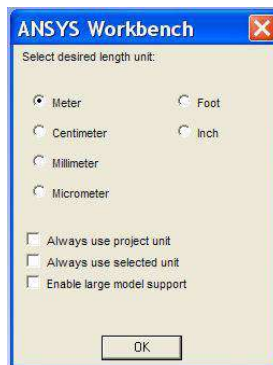 ANSYS Workbench
Select desired length unit:
Meter Foot
Centimeter Inch
Millimeter
Micrometer
Always use project unit
Always use selected unit
Enable large model support
OK